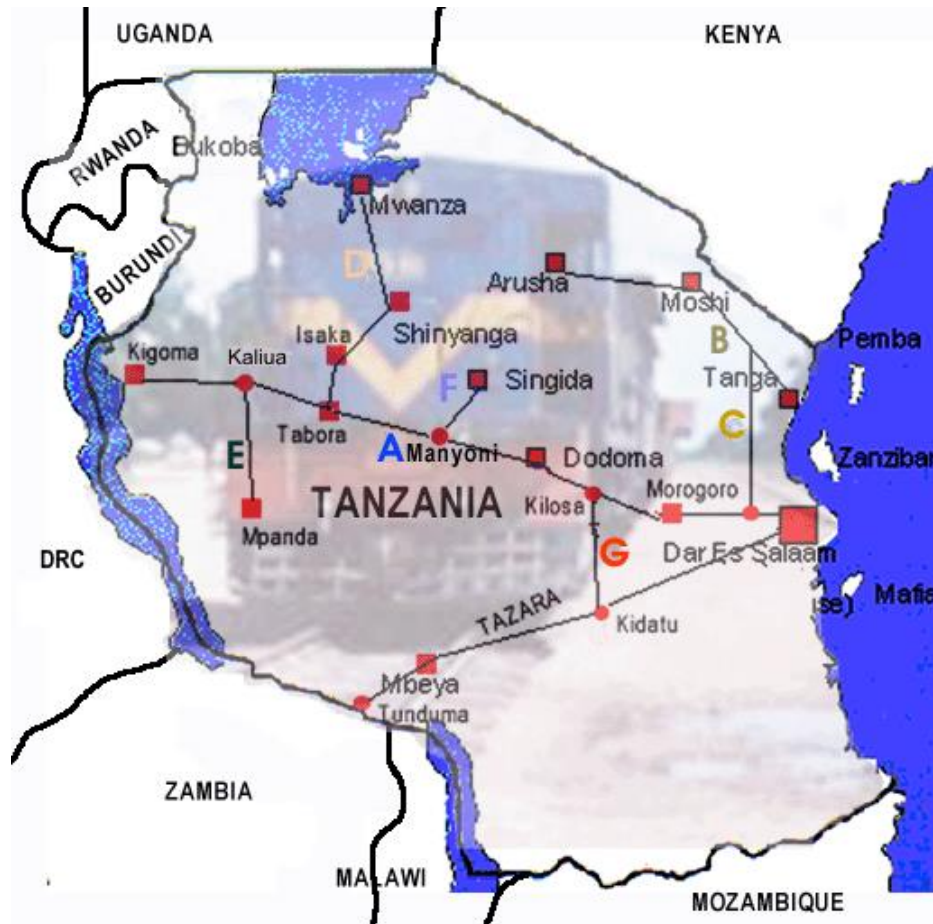 UGANDA
KENYA
RWANDA
Bukoba
Mwanza
BURUNDI
D
Arusha
Moshi
Isaka
Shinyanga
B
Pemba
Kigoma
Kaliua
F
Singida
Tanga
Tabora
C
E
A
Manyoni
Dodoma
Zanzibar
TANZANIA
Kilosa
Morogoro
Mpanda
DRC
G
Dar Es Salaam
TAZARA
Kidatu
(se)
Mafia
Mbeya
Tunduma
ZAMBIA
MALAWI
MOZAMBIQUE